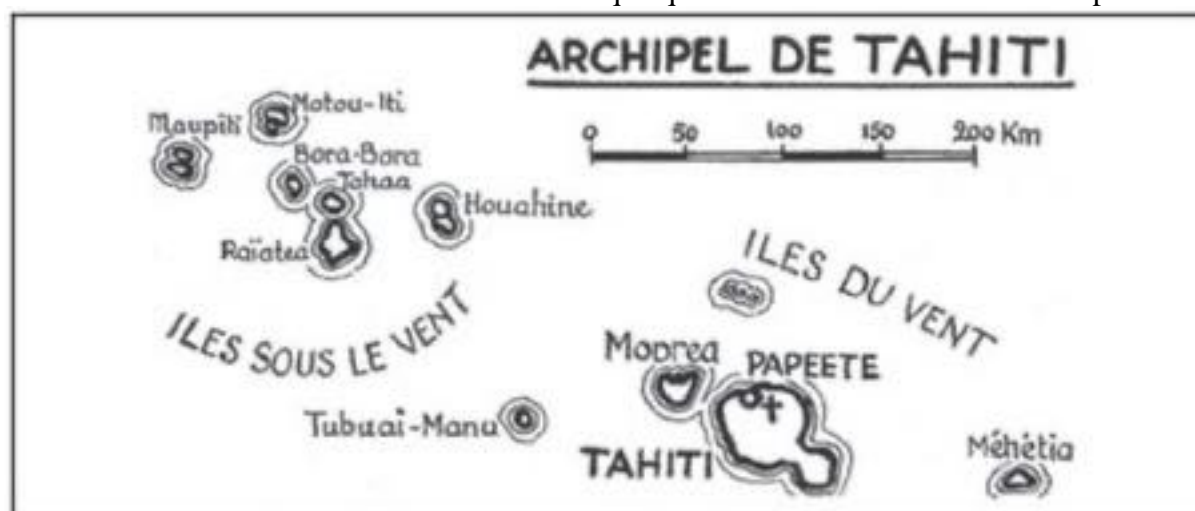 ARCHIPEL DE TAHITI
0 50 100 150 200 Km
Motou-Iti
Maupiti
Bora-Bora
Tahaa
Houahine
Raïatea
ILES DU VENT
ILES SOUS LE VENT
Moorea
PAPEETE
Tubuai-Manu
TAHITI
Méhétia